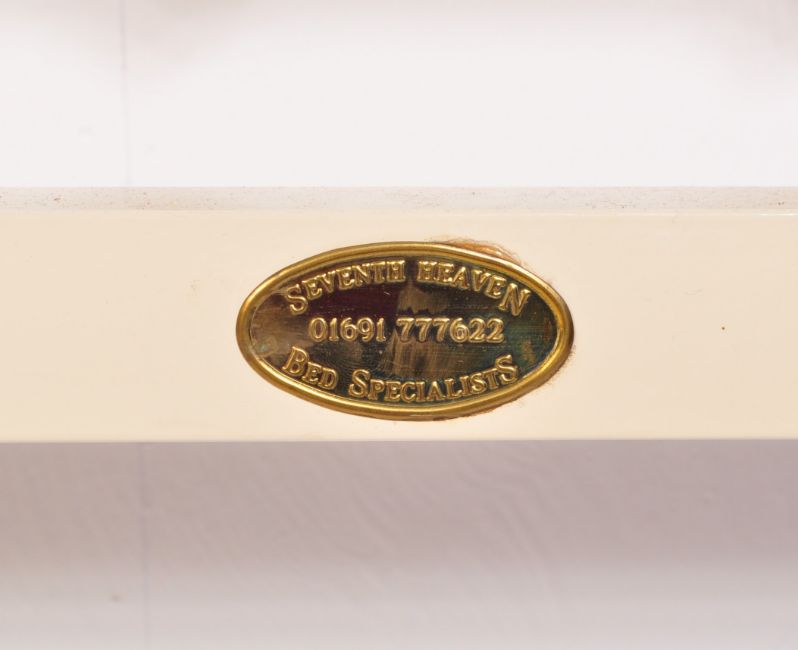 SEVENTH HEAVEN
01691 777622
BED SPECIALISTS